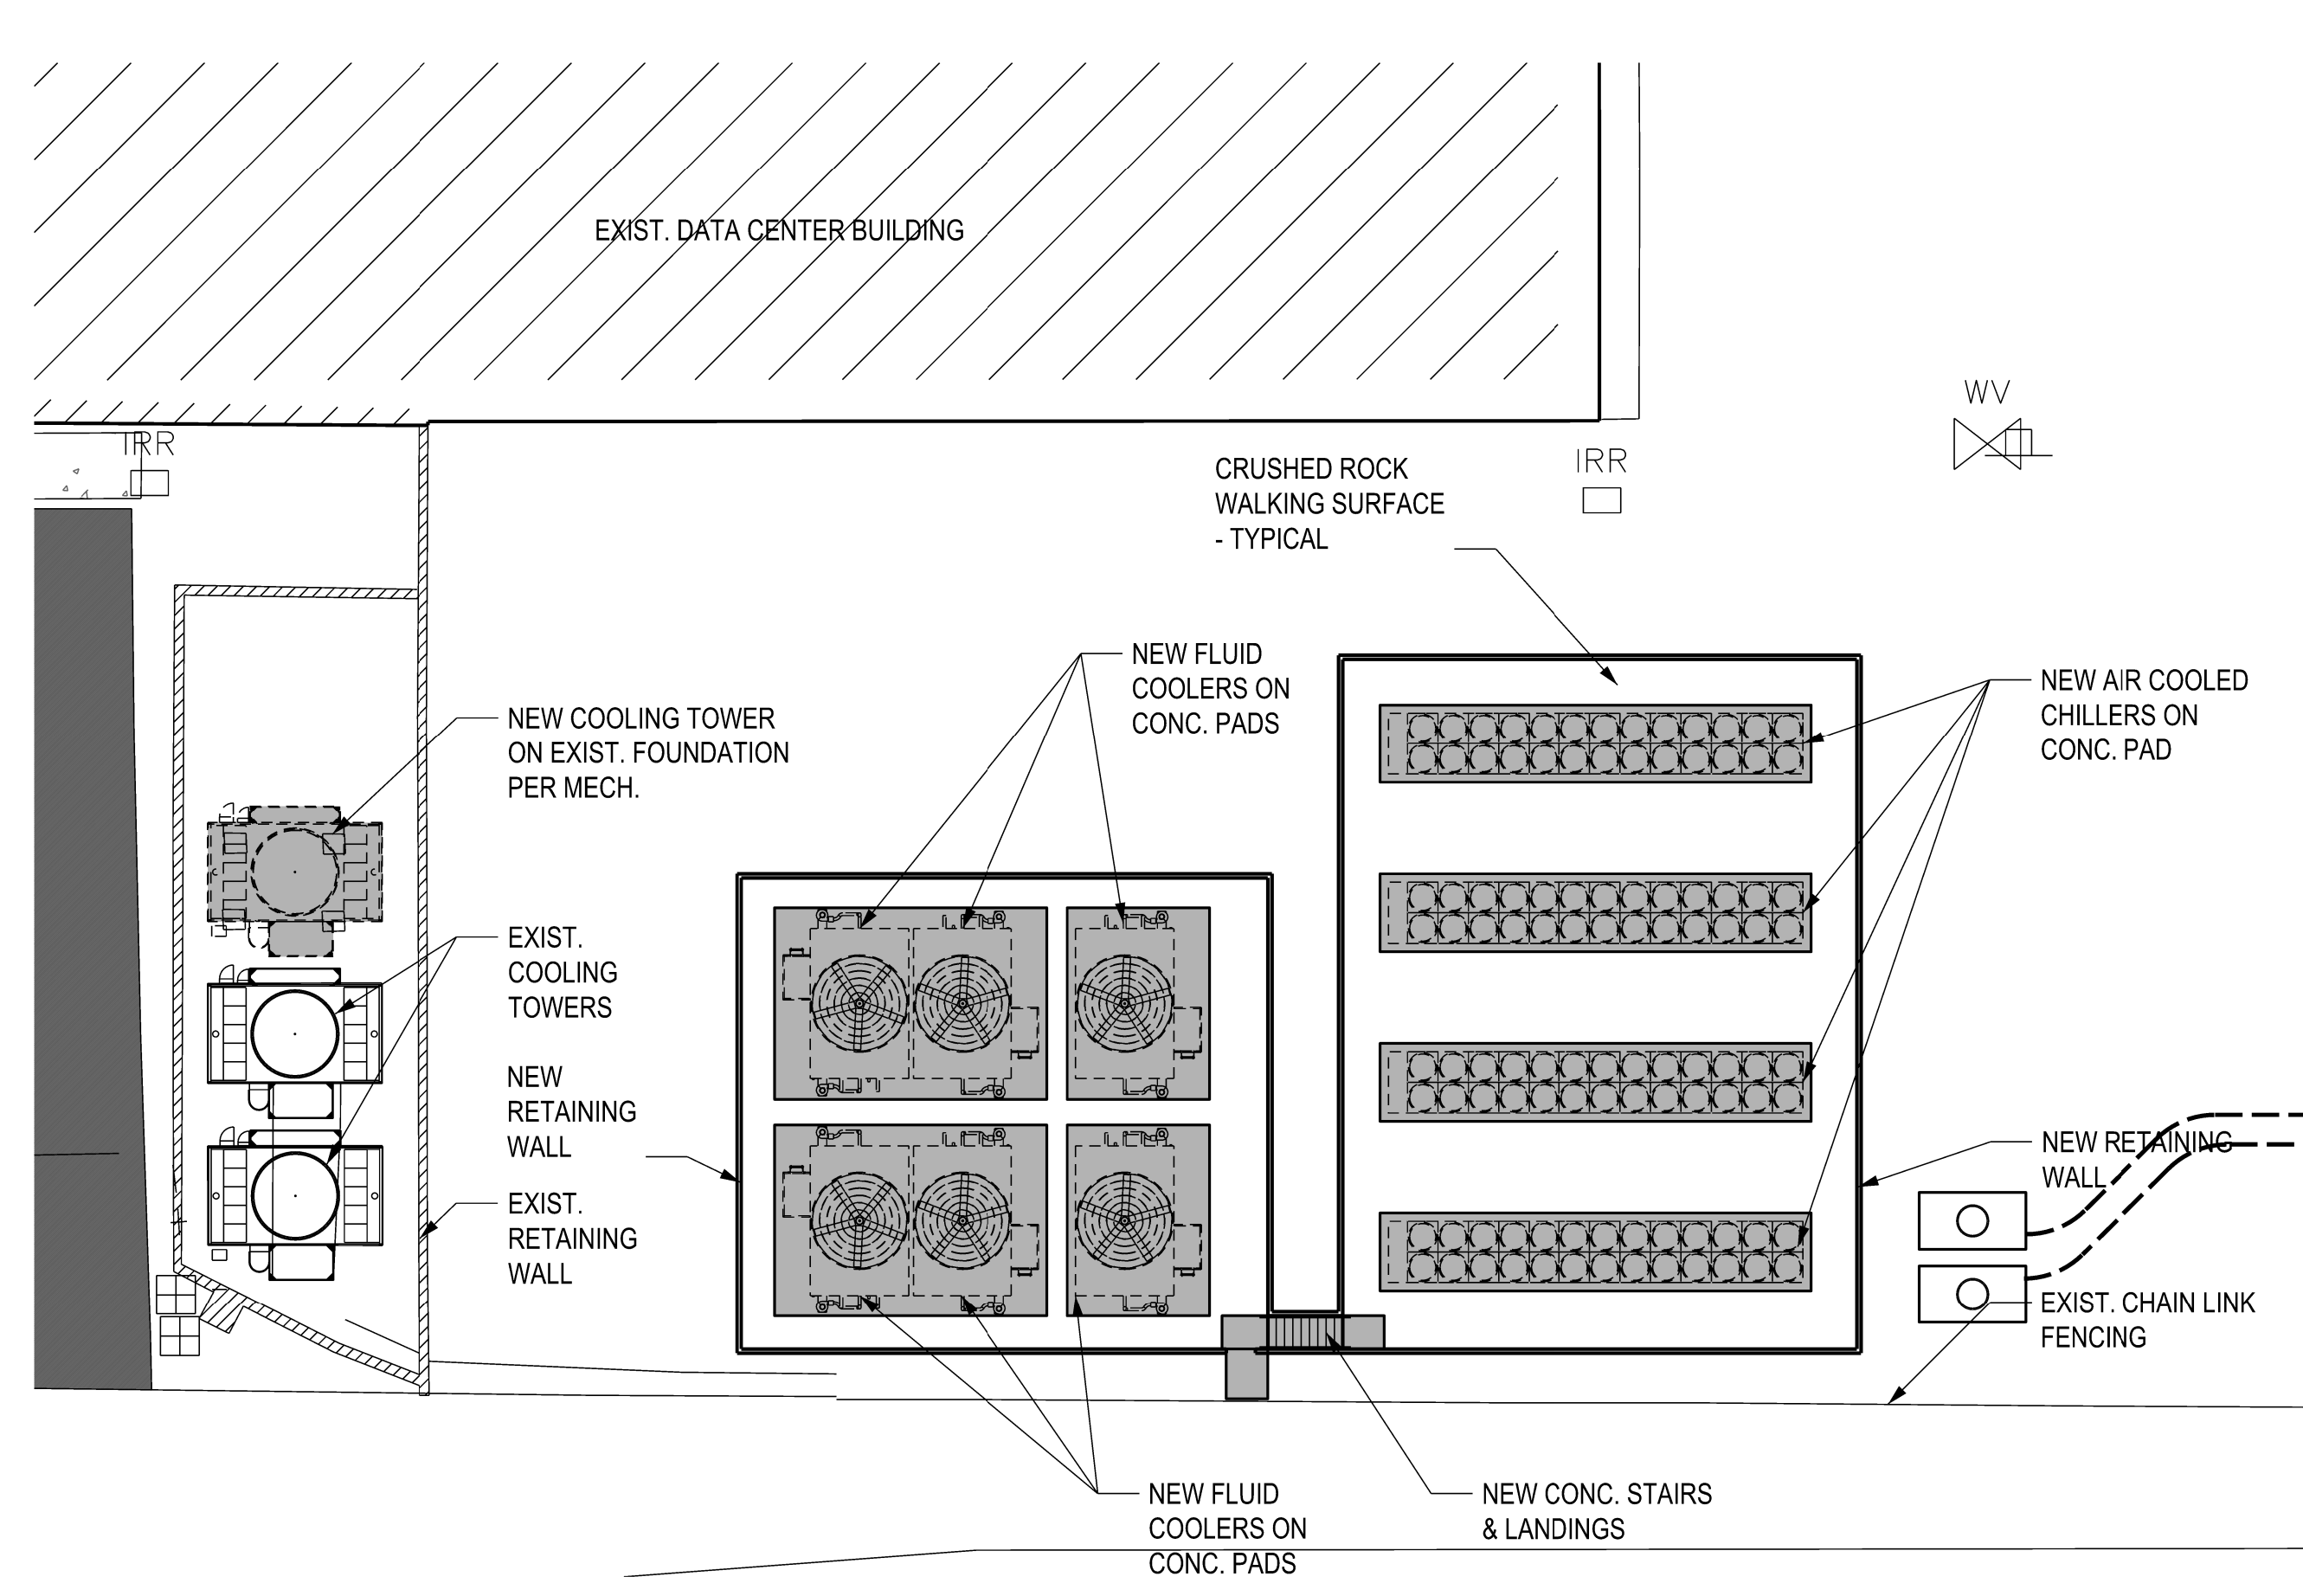 EXIST. DATA CENTER BUILDING
WV
IRR
IRR
CRUSHED ROCK
WALKING SURFACE
- TYPICAL
NEW FLUID
COOLERS ON
CONC. PADS
NEW AIR COOLED
CHILLERS ON
CONC. PAD
NEW COOLING TOWER
ON EXIST. FOUNDATION
PER MECH.
EXIST.
COOLING
TOWERS
NEW
RETAINING
WALL
NEW RETAINING
WALL
EXIST.
RETAINING
WALL
EXIST. CHAIN LINK
FENCING
NEW FLUID
COOLERS ON
CONC. PADS
NEW CONC. STAIRS
& LANDINGS